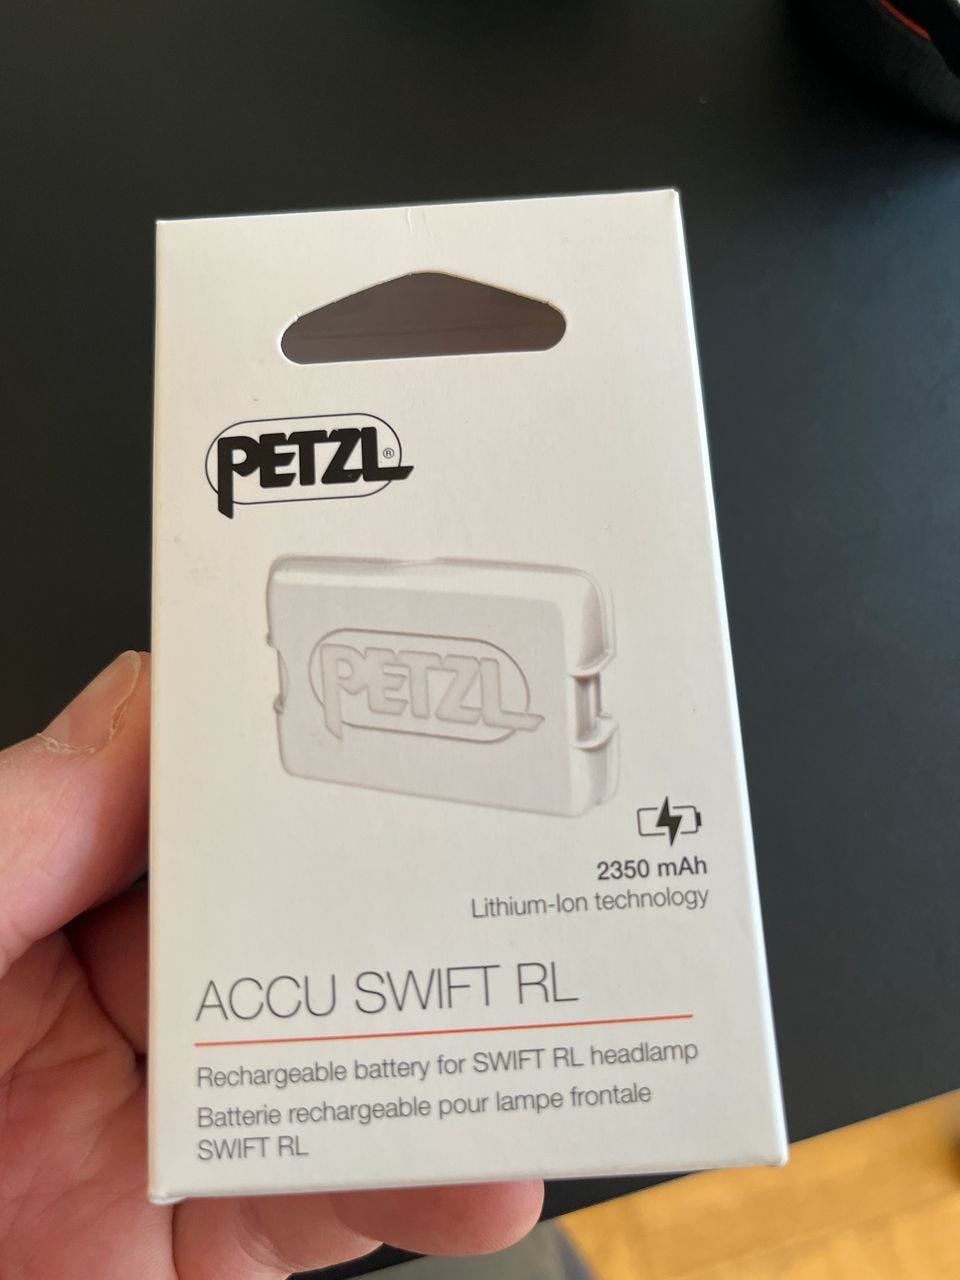 PETZL®
PETZL
2350 mAh
Lithium-Ion technology
ACCU SWIFT RL
Rechargeable battery for SWIFT RL headlamp
Batterie rechargeable pour lampe frontale
SWIFT RL